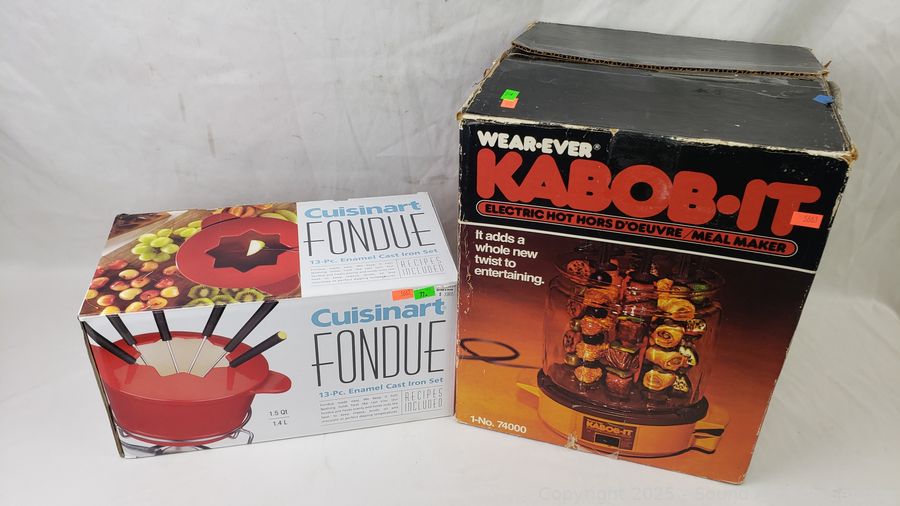 Cuisinart
FONDUE
13-Pc. Enamel Cast Iron Set
RECIPES
INCLUDED
Cuisinart
FONDUE
13-Pc. Enamel Cast Iron Set
RECIPES
INCLUDED
1.5 Qt
1.4 L
WEAR·EVER®
KABOB·IT
ELECTRIC HOT HORS D'OEUVRE/MEAL MAKER
5663
It adds a
whole new
twist to
entertaining.
KABOB·IT
1-No. 74000
Copyright 2025 - Sound